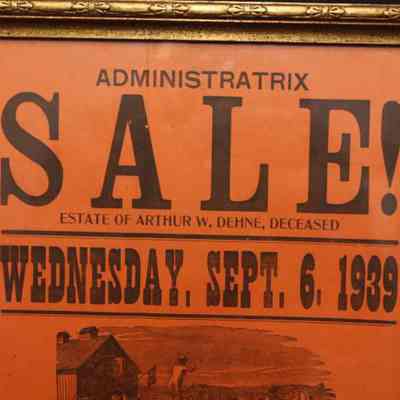 ADMINISTRATRIX
SALE!
ESTATE OF ARTHUR W. DEHNE, DECEASED
WEDNESDAY, SEPT. 6, 1939